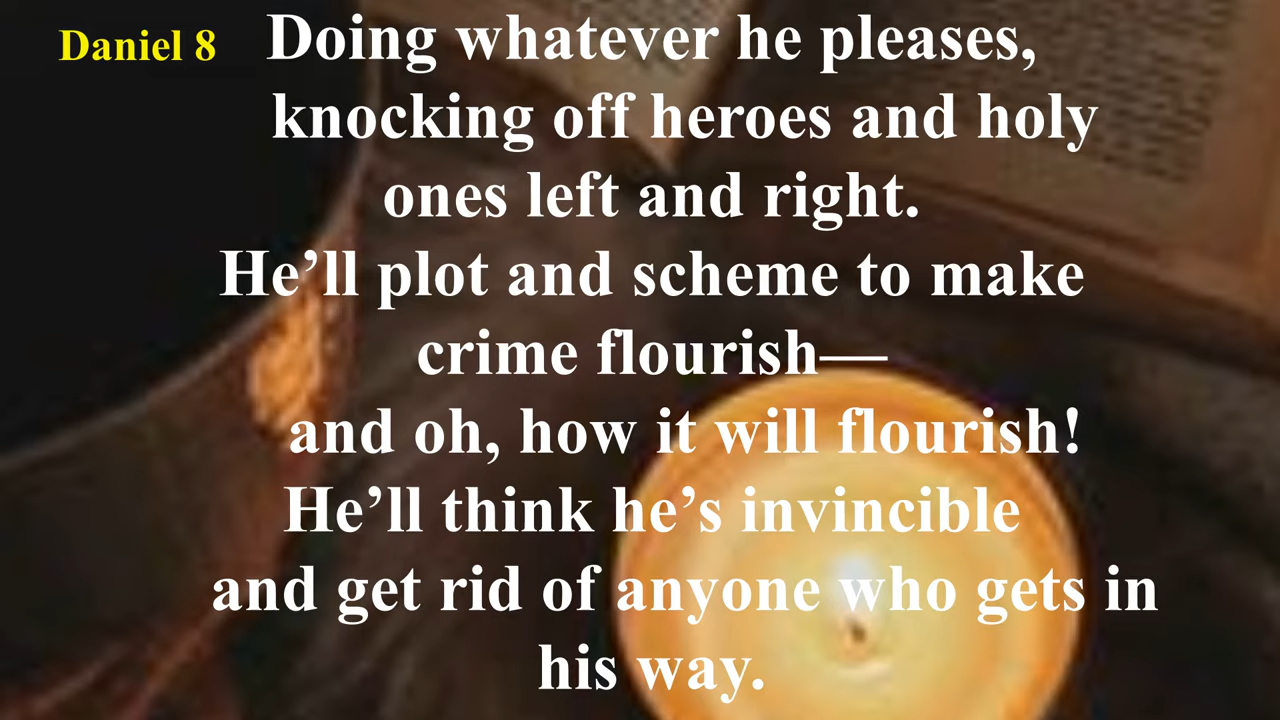 Daniel 8
Doing whatever he pleases,
knocking off heroes and holy
ones left and right.
He’ll plot and scheme to make
crime flourish—
and oh, how it will flourish!
He’ll think he’s invincible
and get rid of anyone who gets in
his way.